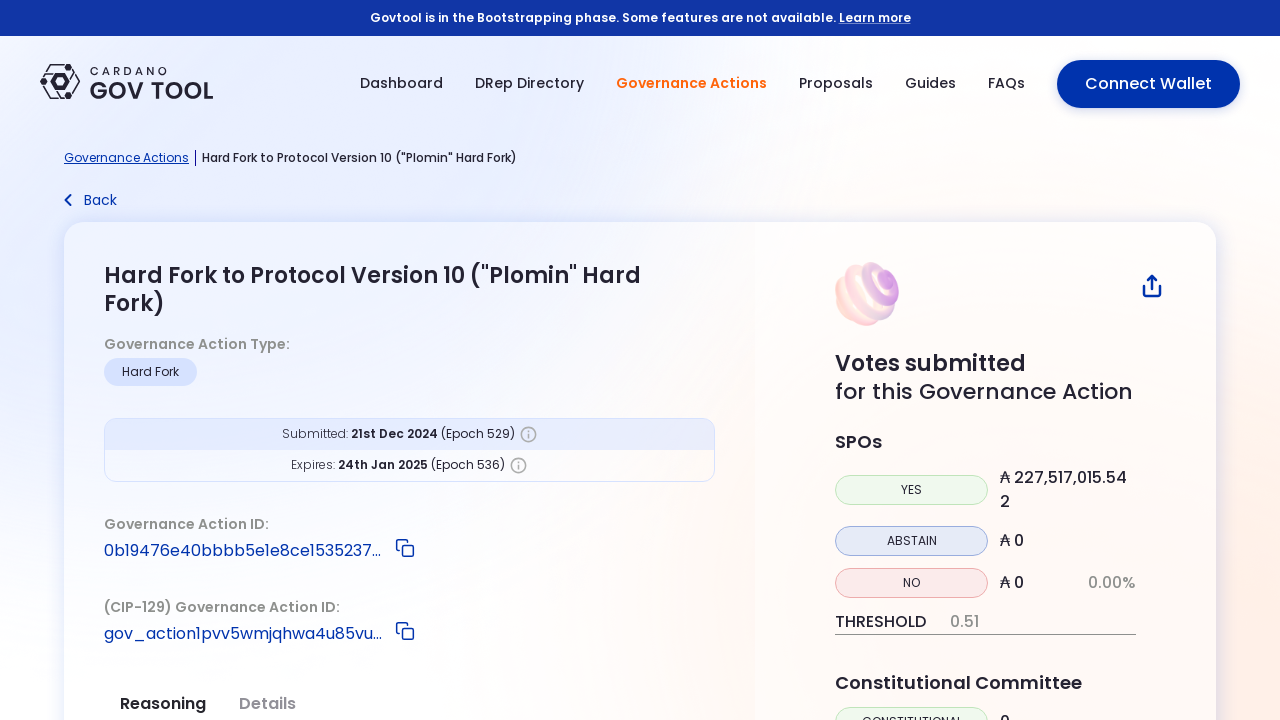 Govtool is in the Bootstrapping phase. Some features are not available. Learn more
CARDANO
GOV TOOL
Dashboard
DRep Directory
Governance Actions
Proposals
Guides
FAQs
Connect Wallet
Governance Actions | Hard Fork to Protocol Version 10 ("Plomin" Hard Fork)
Back
Hard Fork to Protocol Version 10 ("Plomin" Hard
Fork)
Governance Action Type:
Hard Fork
Submitted: 21st Dec 2024 (Epoch 529)
Expires: 24th Jan 2025 (Epoch 536)
Governance Action ID:
0b19476e40bbbb5e1e8ce1535237...
(CIP-129) Governance Action ID:
gov_action1pvv5wmjqhwa4u85vu...
Reasoning
Details
Votes submitted
for this Governance Action
SPOs
YES
₳ 227,517,015.54
2
ABSTAIN
₳ 0
NO
₳ 0
0.00%
THRESHOLD
0.51
Constitutional Committee
CONSTITUTIONAL
0